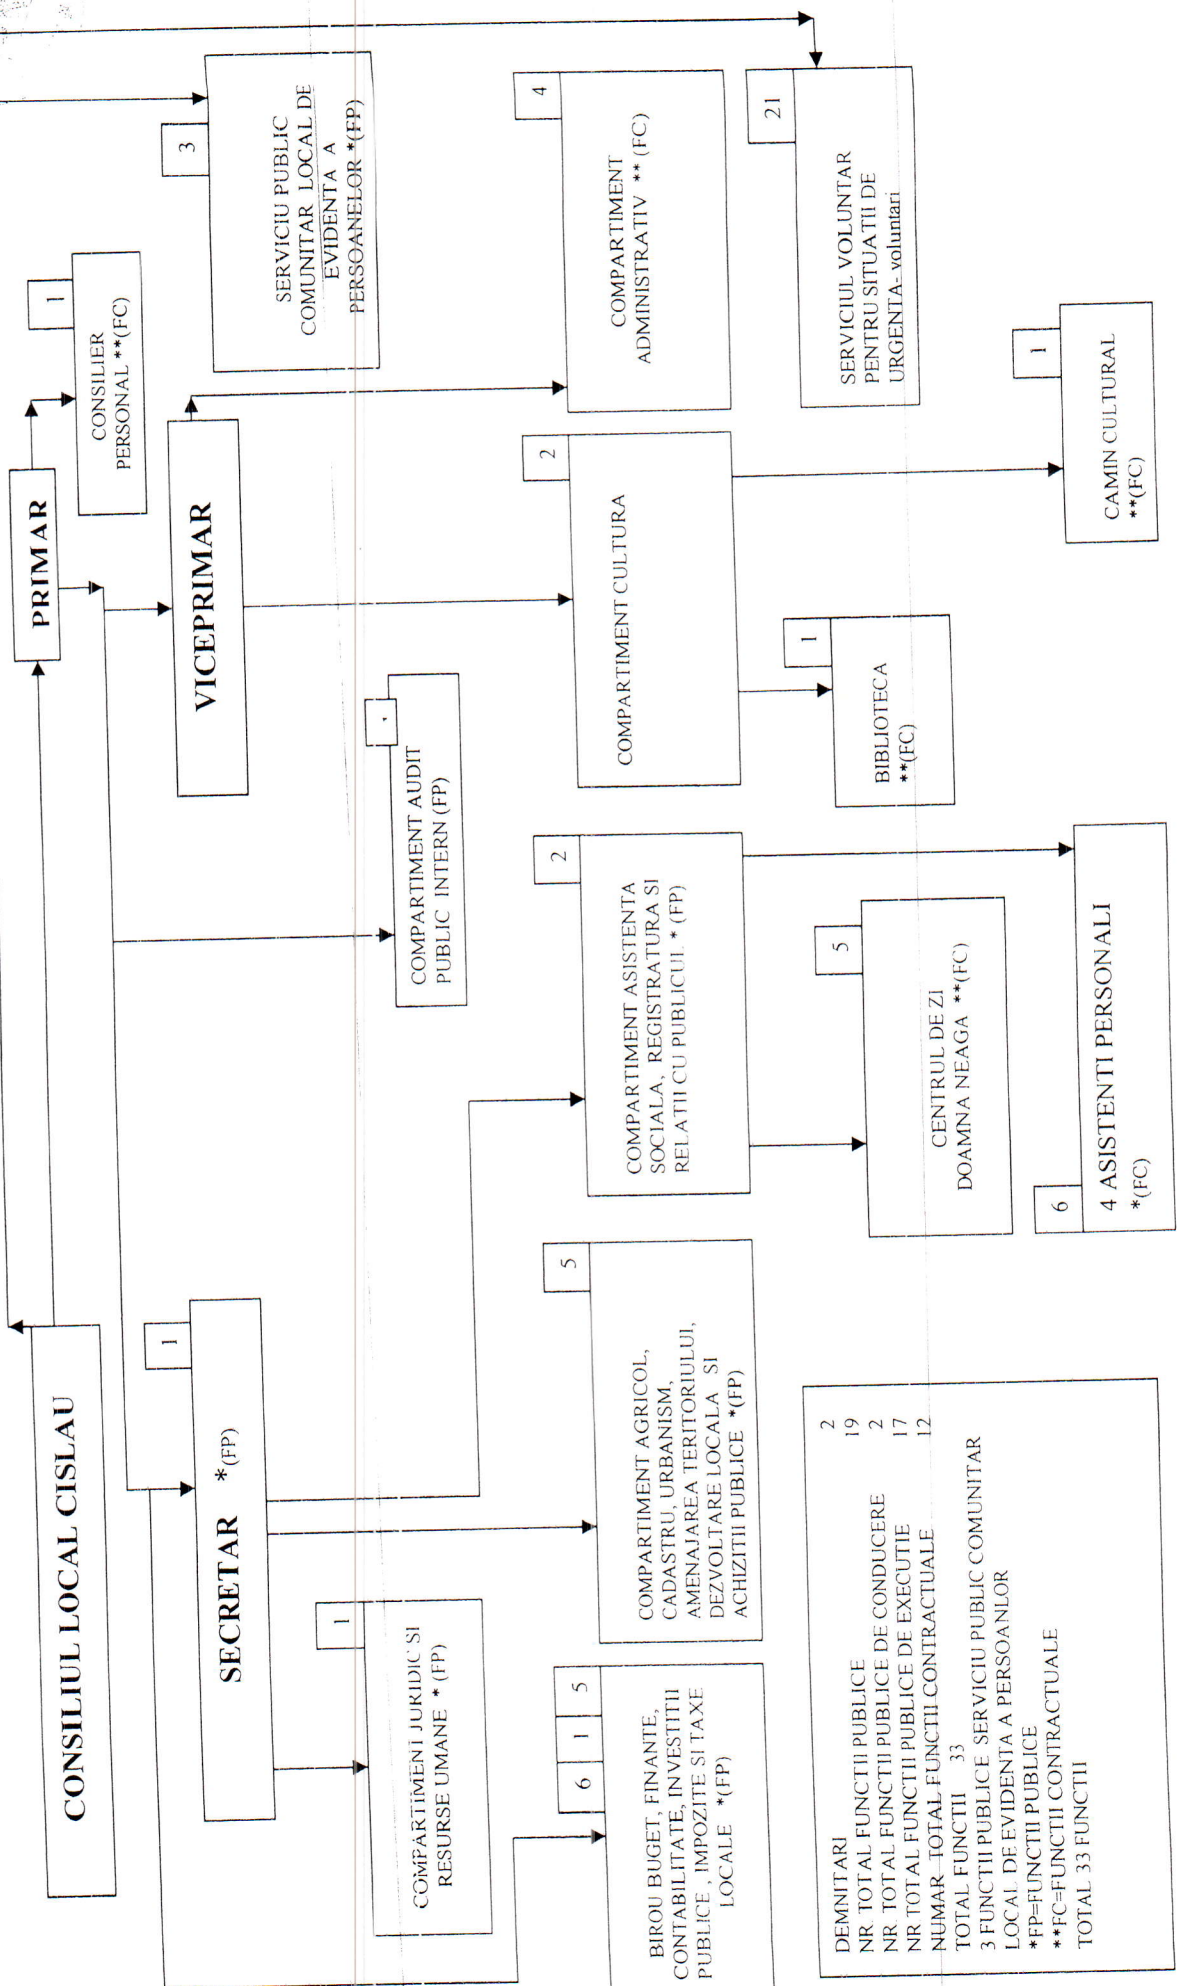 CONSILIUL LOCAL CISLAU
PRIMAR
1
CONSILIER
PERSONAL **(FC)
3
SERVICIU PUBLIC
COMUNITAR LOCAL DE
EVIDENTA A
PERSOANELOR *(FP)
1
SECRETAR *(FP)
VICEPRIMAR
1
COMPARTIMENT JURIDIC SI
RESURSE UMANE * (FP)
COMPARTIMENT AUDIT
PUBLIC INTERN (FP)
6 1 5
BIROU BUGET, FINANTE,
CONTABILITATE, INVESTITII
PUBLICE , IMPOZITE SI TAXE
LOCALE *(FP)
5
COMPARTIMENT AGRICOL,
CADASTRU, URBANISM,
AMENAJAREA TERITORIULUI,
DEZVOLTARE LOCALA SI
ACHIZITII PUBLICE *(FP)
2
COMPARTIMENT ASISTENTA
SOCIALA, REGISTRATURA SI
RELATII CU PUBLICUL * (FP)
2
COMPARTIMENT CULTURA
4
COMPARTIMENT
ADMINISTRATIV ** (FC)
21
SERVICIUL VOLUNTAR
PENTRU SITUATII DE
URGENTA- voluntari
5
CENTRUL DE ZI
DOAMNA NEAGA **(FC)
1
BIBLIOTECA
**(FC)
6
4 ASISTENTI PERSONALI
*(FC)
1
CAMIN CULTURAL
**(FC)
DEMNITARI 2
NR. TOTAL FUNCTII PUBLICE 19
NR. TOTAL FUNCTII PUBLICE DE CONDUCERE 2
NR TOTAL FUNCTII PUBLICE DE EXECUTIE 17
NUMAR TOTAL FUNCTII CONTRACTUALE 12
TOTAL FUNCTII 33
3 FUNCTII PUBLICE SERVICIU PUBLIC COMUNITAR
LOCAL DE EVIDENTA A PERSOANLOR
*FP=FUNCTII PUBLICE
**FC=FUNCTII CONTRACTUALE
TOTAL 33 FUNCTII